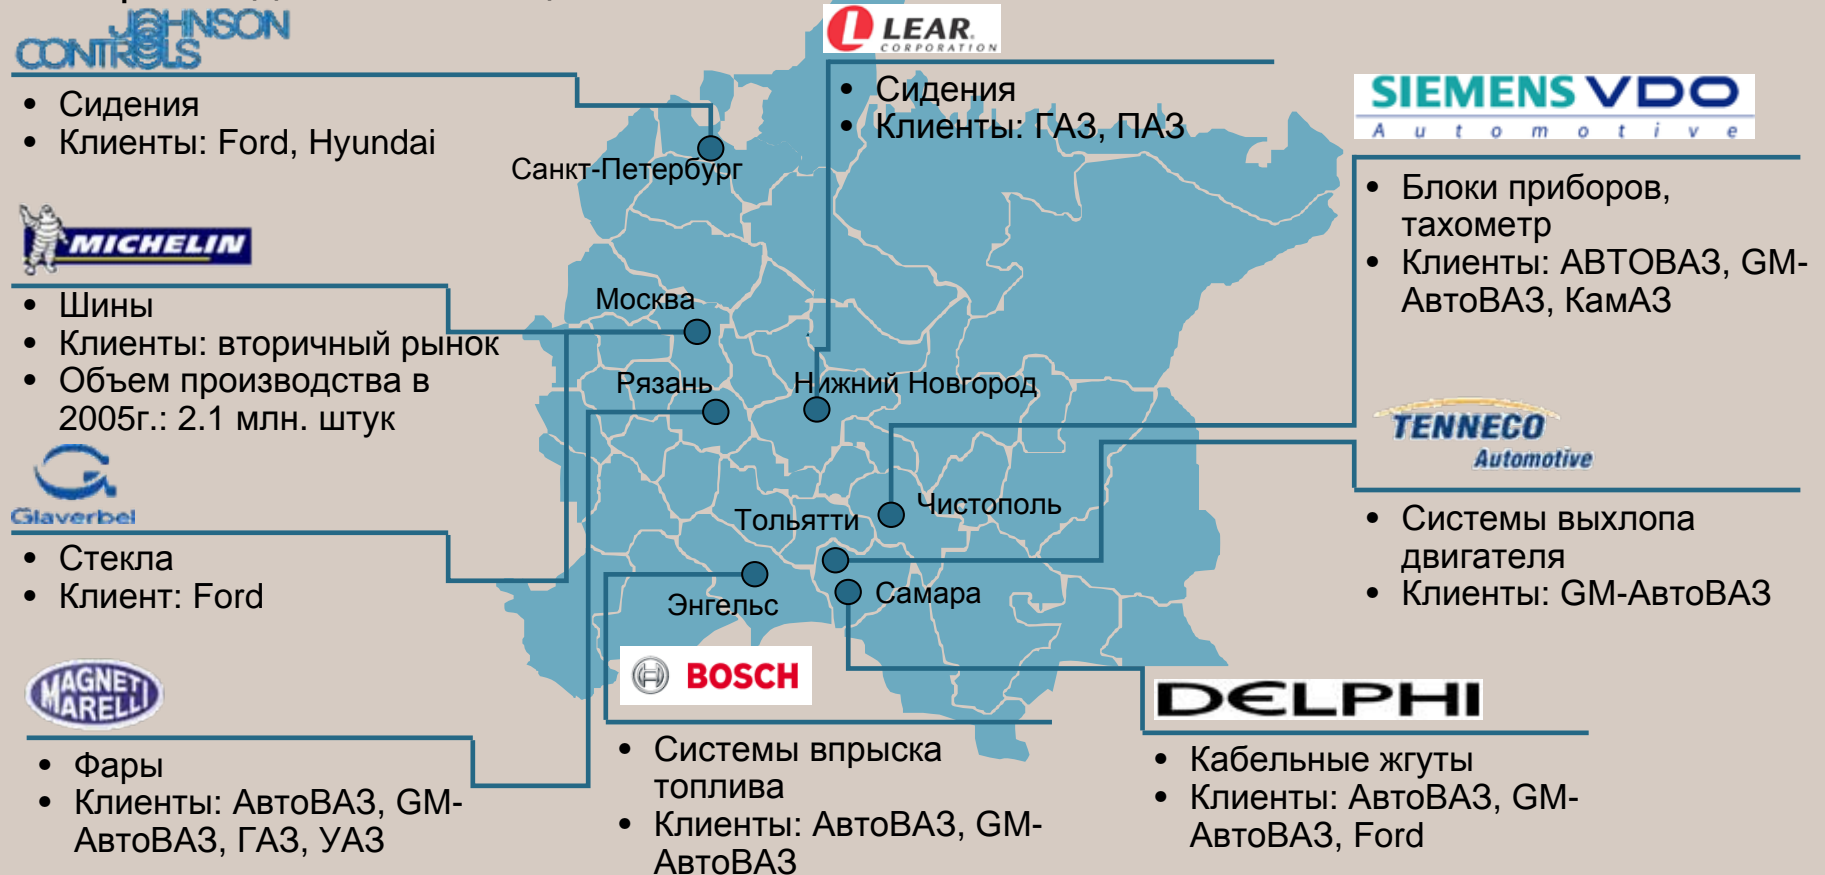 JOHNSON
CONTROLS
• Сидения
• Клиенты: Ford, Hyundai
LEAR.
CORPORATION
• Сидения
• Клиенты: ГАЗ, ПАЗ
SIEMENS VDO
Automotive
• Блоки приборов,
тахометр
• Клиенты: АВТОВАЗ, GM-
АвтоВАЗ, КамАЗ
Санкт-Петербург
MICHELIN
• Шины
• Клиенты: вторичный рынок
• Объем производства в
2005г.: 2.1 млн. штук
Москва
Рязань
Нижний Новгород
TENNECO
Automotive
• Системы выхлопа
двигателя
• Клиенты: GM-АвтоВАЗ
Glaverbel
• Стекла
• Клиент: Ford
Чистополь
Тольятти
Энгельс
Самара
MAGNETI
MARELLI
• Фары
• Клиенты: АвтоВАЗ, GM-
АвтоВАЗ, ГАЗ, УАЗ
BOSCH
• Системы впрыска
топлива
• Клиенты: АвтоВАЗ, GM-
АвтоВАЗ
DELPHI
• Кабельные жгуты
• Клиенты: АвтоВАЗ, GM-
АвтоВАЗ, Ford